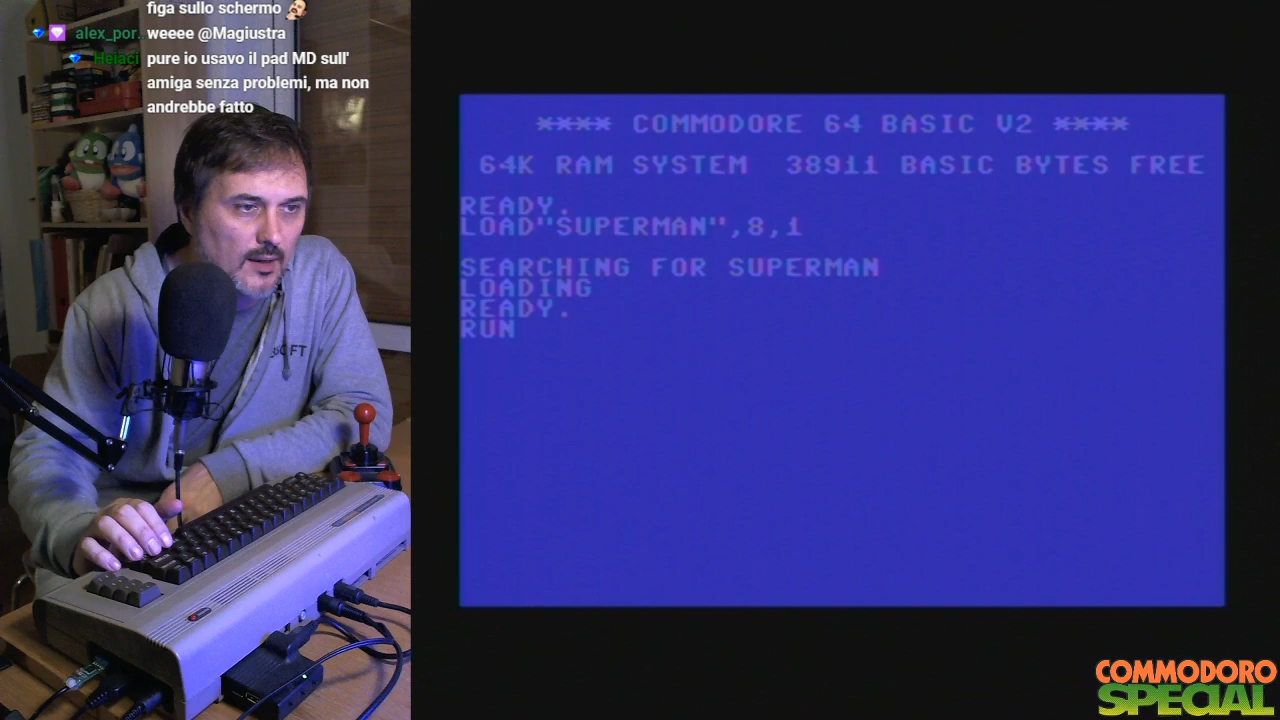 figa sullo schermo
alex_por.. weeee @Magiustra
Heiaci pure io usavo il pad MD sull'
amiga senza problemi, ma non
andrebbe fatto
**** COMMODORE 64 BASIC V2 ****
64K RAM SYSTEM 38911 BASIC BYTES FREE
READY.
LOAD"SUPERMAN",8,1
SEARCHING FOR SUPERMAN
LOADING
READY.
RUN
COMMODORO
SPECIAL